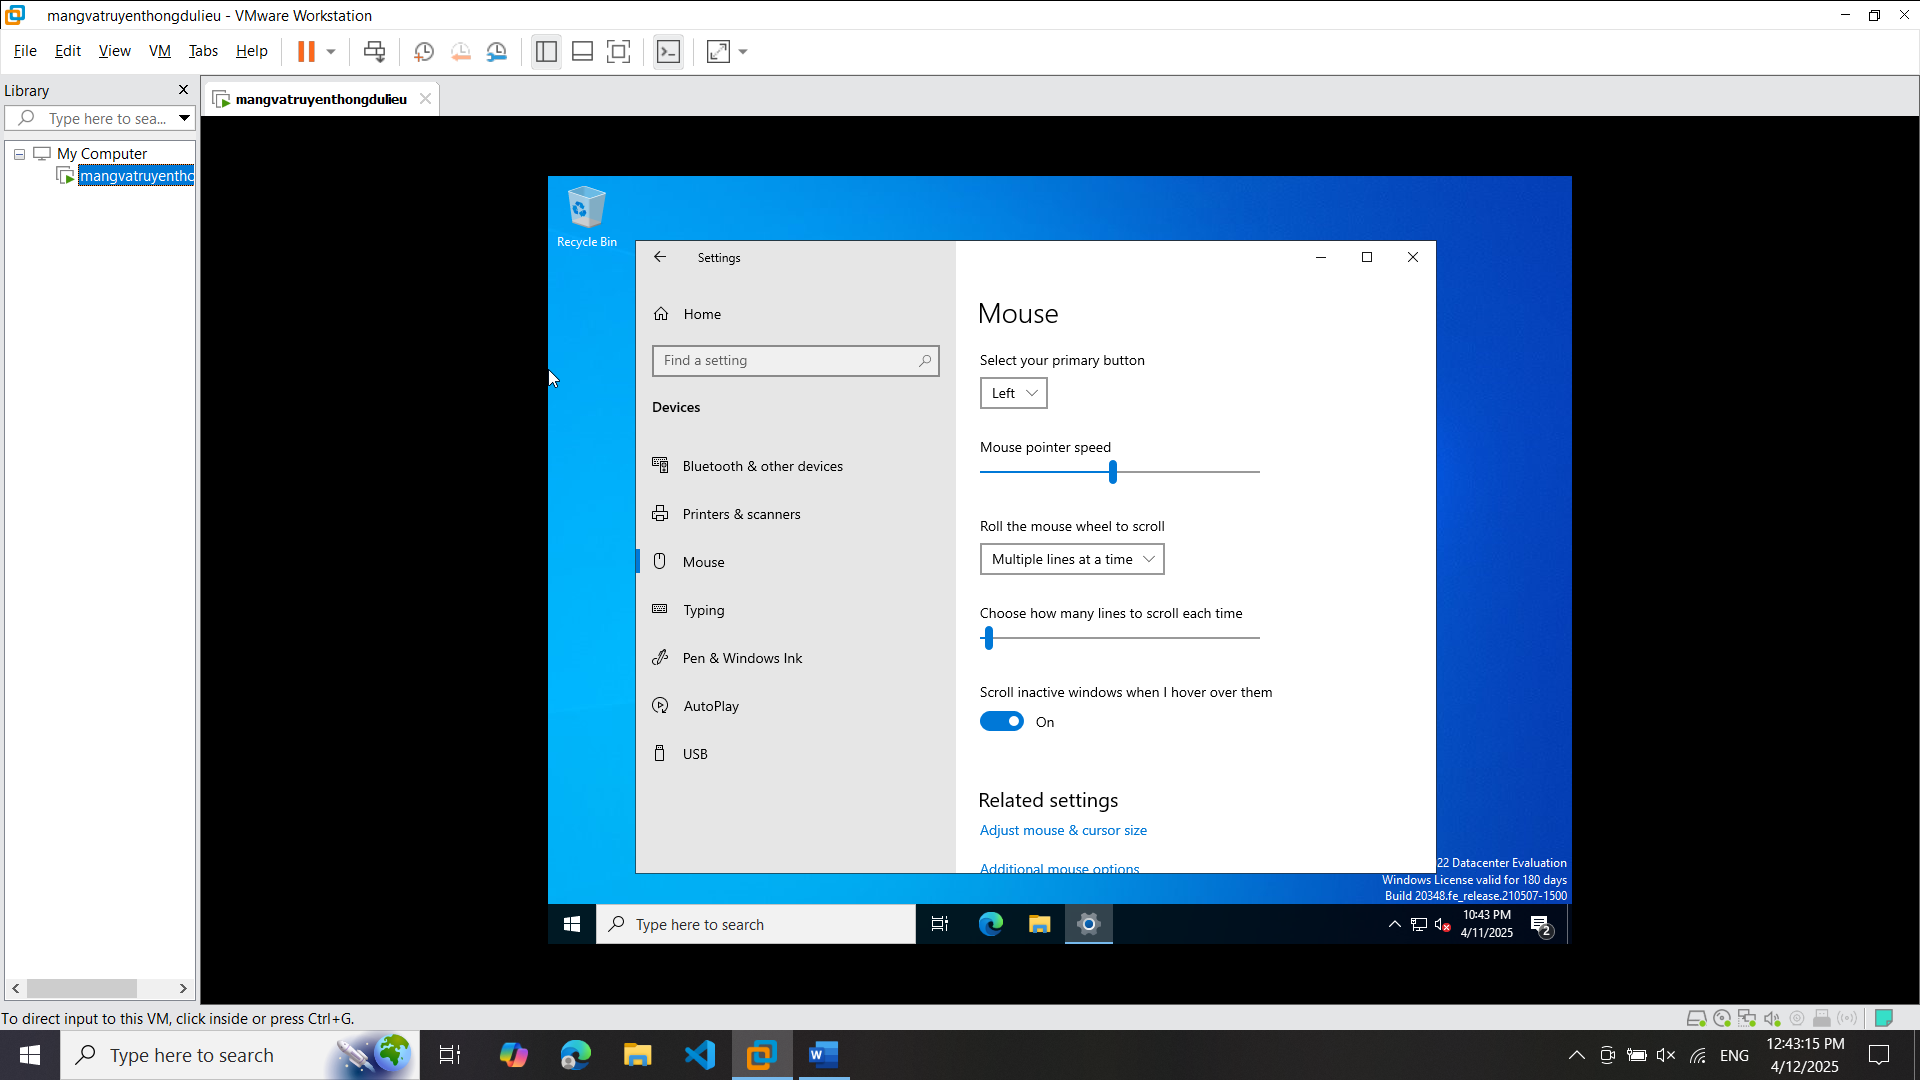 mangvatruyenthongdulieu - VMware Workstation
File Edit View VM Tabs Help
Library
mangvatruyenthongdulieu
Type here to sea...
My Computer
mangvatruyentho
Recycle Bin
Settings
Home
Find a setting
Devices
Bluetooth & other devices
Printers & scanners
Mouse
Typing
Pen & Windows Ink
AutoPlay
USB
Mouse
Select your primary button
Left
Mouse pointer speed
Roll the mouse wheel to scroll
Multiple lines at a time
Choose how many lines to scroll each time
Scroll inactive windows when I hover over them
On
Related settings
Adjust mouse & cursor size
Additional mouse options
22 Datacenter Evaluation
Windows License valid for 180 days
Build 20348.fe_release.210507-1500
Type here to search
10:43 PM
4/11/2025
2
To direct input to this VM, click inside or press Ctrl+G.
Type here to search
ENG
12:43:15 PM
4/12/2025